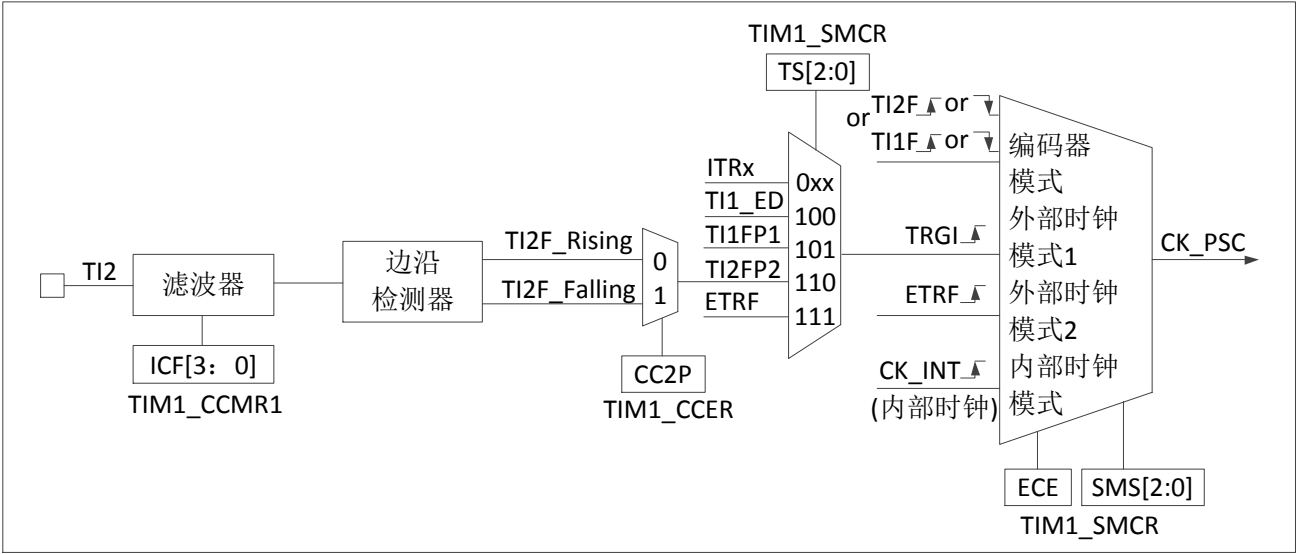 TIM1_SMCR
TS[2:0]
or TI2F or
TI1F or
编码器
模式
ITRx
0xx
TI1_ED
100
TI1FP1
101
TI2FP2
110
ETRF
111
TRGI
外部时钟
模式1
CK_PSC
ETRF
外部时钟
模式2
CK_INT
(内部时钟)
内部时钟
模式
TI2
滤波器
边沿
检测器
TI2F_Rising
0
TI2F_Falling
1
ICF[3：0]
TIM1_CCMR1
CC2P
TIM1_CCER
ECE
SMS[2:0]
TIM1_SMCR